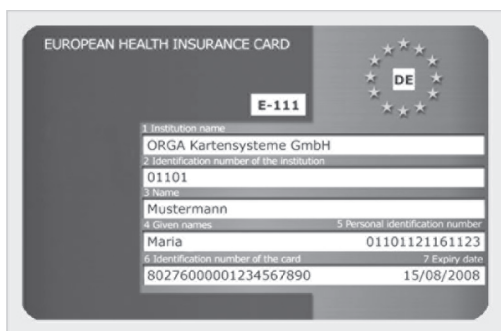 EUROPEAN HEALTH INSURANCE CARD
DE
E-111
1 Institution name
ORGA Kartensysteme GmbH
2 Identification number of the institution
01101
3 Name
Mustermann
4 Given names 5 Personal identification number
Maria 01101121161123
6 Identification number of the card 7 Expiry date
80276000001234567890 15/08/2008